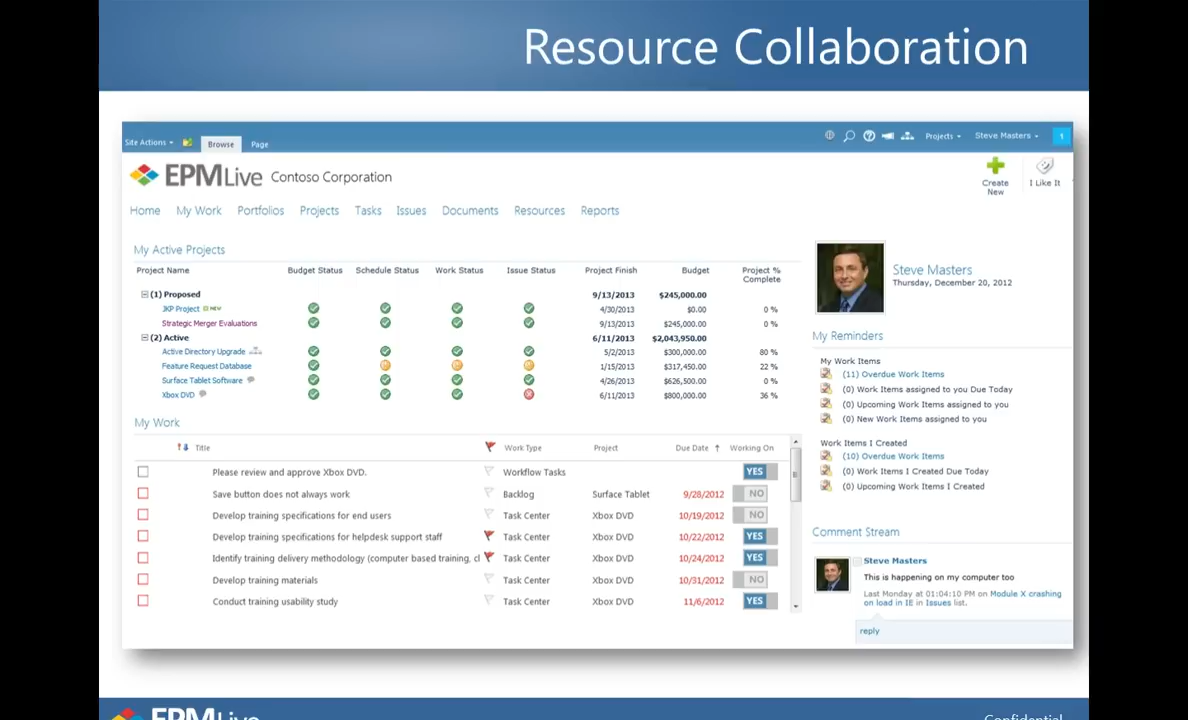 Resource Collaboration
Site Actions Browse Page Projects Steve Masters 1
EPMLive Contoso Corporation
Create New
I Like It
Home My Work Portfolios Projects Tasks Issues Documents Resources Reports
My Active Projects
Project Name Budget Status Schedule Status Work Status Issue Status Project Finish Budget Project % Complete
(1) Proposed 9/13/2013 $245,000.00
JKP Project NEW 4/30/2013 $0.00 0 %
Strategic Merger Evaluations 9/13/2013 $245,000.00 0 %
(2) Active 6/11/2013 $2,043,950.00
Active Directory Upgrade 5/2/2013 $300,000.00 80 %
Feature Request Database 1/15/2013 $317,450.00 22 %
Surface Tablet Software 4/26/2013 $626,500.00 0 %
Xbox DVD 6/11/2013 $800,000.00 36 %
My Work
Title Work Type Project Due Date Working On
Please review and approve Xbox DVD. Workflow Tasks YES
Save button does not always work Backlog Surface Tablet 9/28/2012 NO
Develop training specifications for end users Task Center Xbox DVD 10/19/2012 NO
Develop training specifications for helpdesk support staff Task Center Xbox DVD 10/22/2012 YES
Identify training delivery methodology (computer based training, cl Task Center Xbox DVD 10/24/2012 YES
Develop training materials Task Center Xbox DVD 10/31/2012 NO
Conduct training usability study Task Center Xbox DVD 11/6/2012 YES
Steve Masters
Thursday, December 20, 2012
My Reminders
My Work Items
(11) Overdue Work Items
(0) Work Items assigned to you Due Today
(0) Upcoming Work Items assigned to you
(0) New Work Items assigned to you
Work Items I Created
(10) Overdue Work Items
(0) Work Items I Created Due Today
(0) Upcoming Work Items I Created
Comment Stream
Steve Masters
This is happening on my computer too
Last Monday at 01:04:10 PM on Module X crashing
on load in IE in Issues list.
reply
EPMLive Confidential